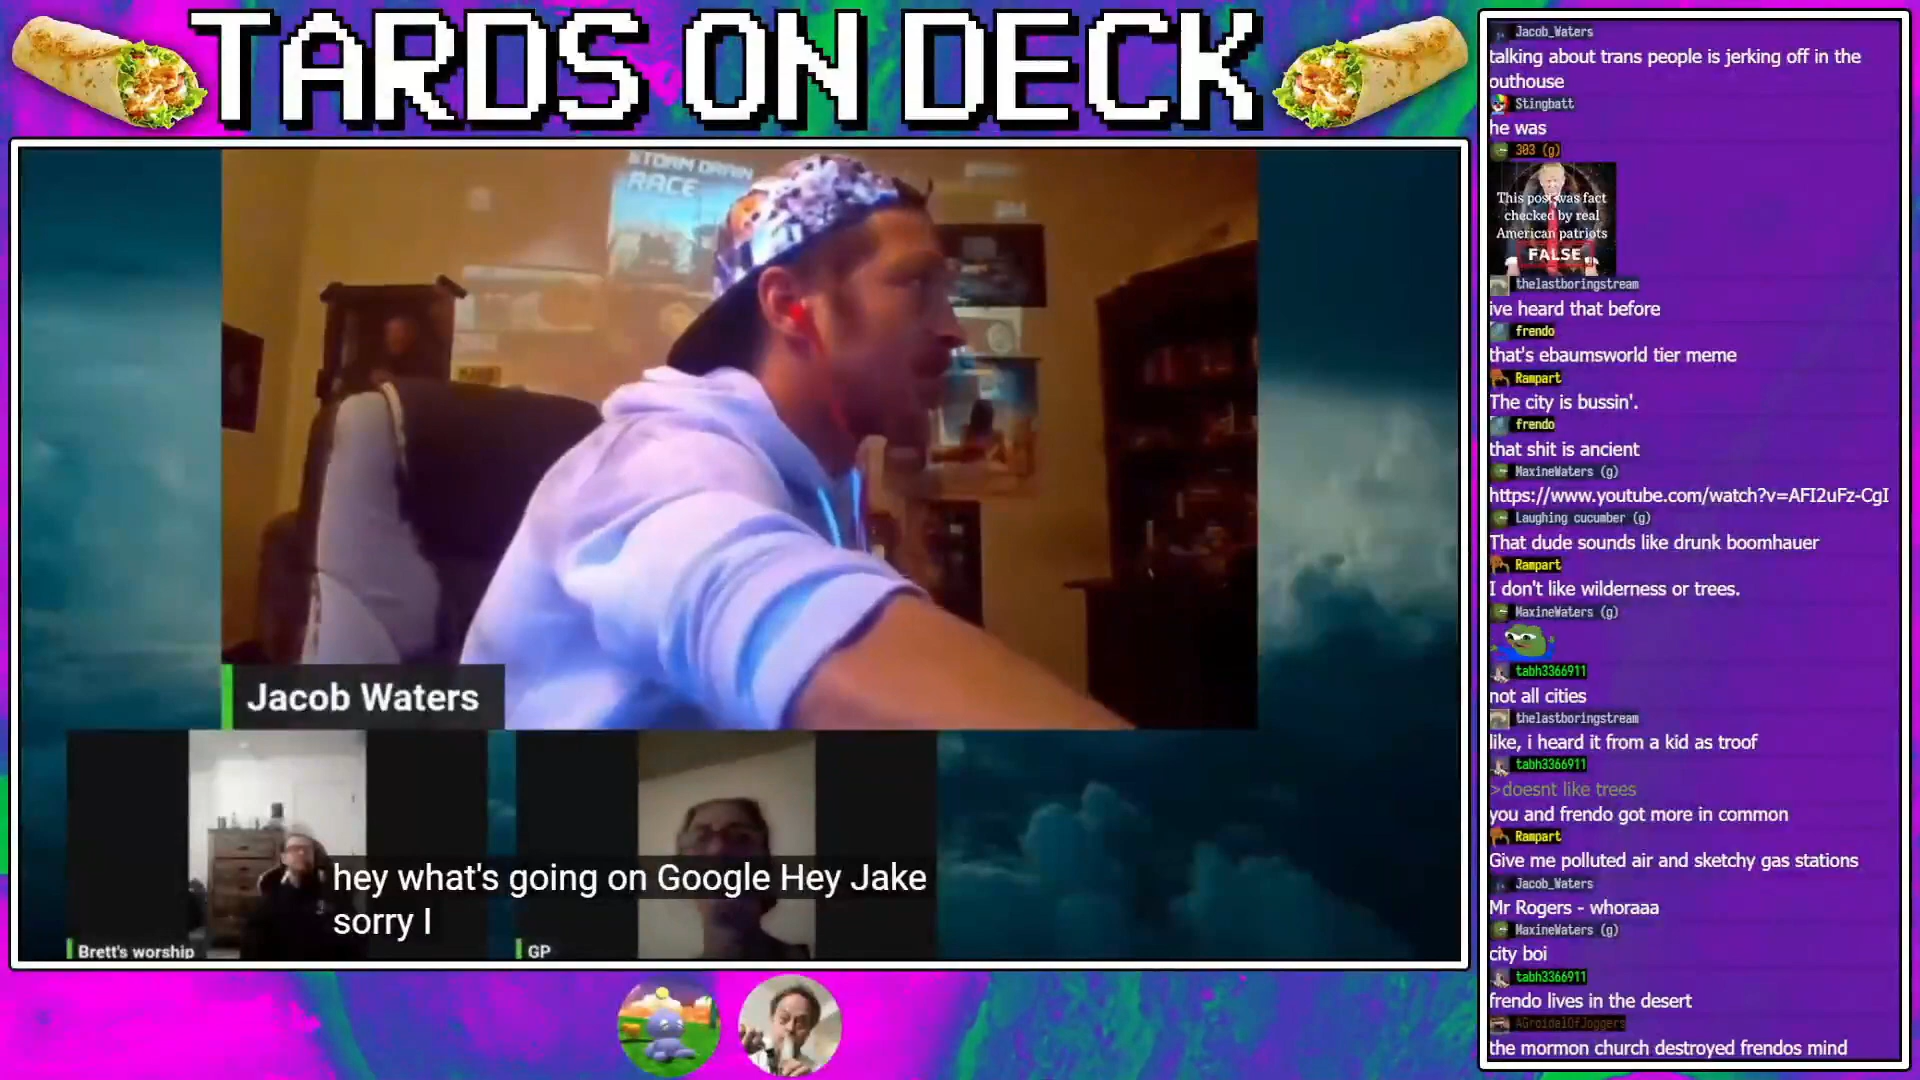 TARDS ON DECK
STORM DRAIN
RACE
Jacob Waters
hey what's going on Google Hey Jake
sorry I
Brett's worship
GP
Jacob_Waters
talking about trans people is jerking off in the
outhouse
Stingbatt
he was
303 (g)
This post was fact
checked by real
American patriots
FALSE
thelastboringstream
ive heard that before
frendo
that's ebaumsworld tier meme
Rampart
The city is bussin'.
frendo
that shit is ancient
MaxineWaters (g)
https://www.youtube.com/watch?v=AFI2uFz-CgI
Laughing cucumber (g)
That dude sounds like drunk boomhauer
Rampart
I don't like wilderness or trees.
MaxineWaters (g)
tabh3366911
not all cities
thelastboringstream
like, i heard it from a kid as troof
tabh3366911
>doesnt like trees
you and frendo got more in common
Rampart
Give me polluted air and sketchy gas stations
Jacob_Waters
Mr Rogers - whoraaa
MaxineWaters (g)
city boi
tabh3366911
frendo lives in the desert
AGroidelOfJoggers
the mormon church destroyed frendos mind